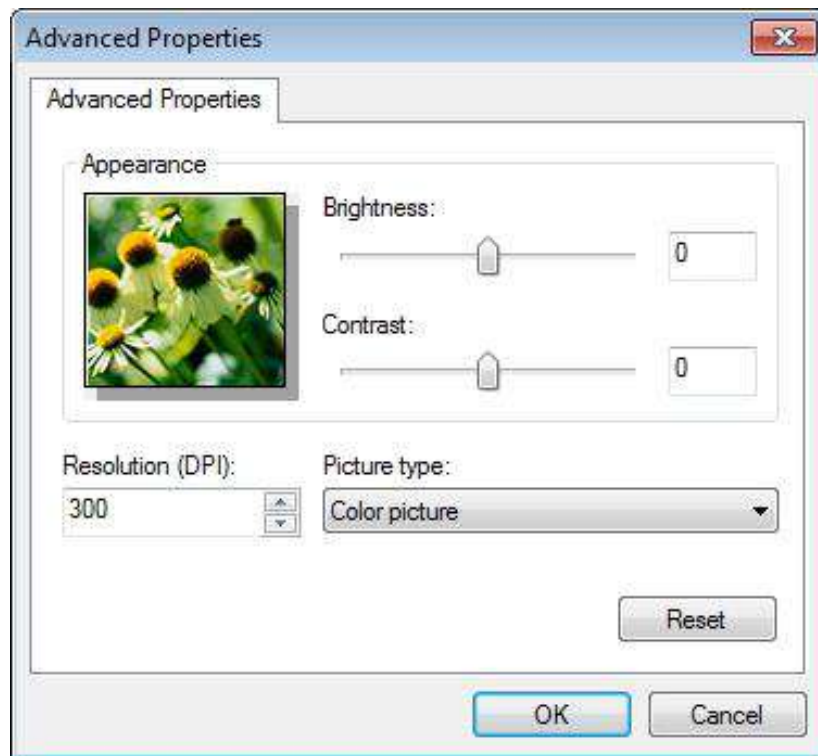 Advanced Properties
Advanced Properties
Appearance
Brightness:
0
Contrast:
0
Resolution (DPI):
300
Picture type:
Color picture
Reset
OK
Cancel